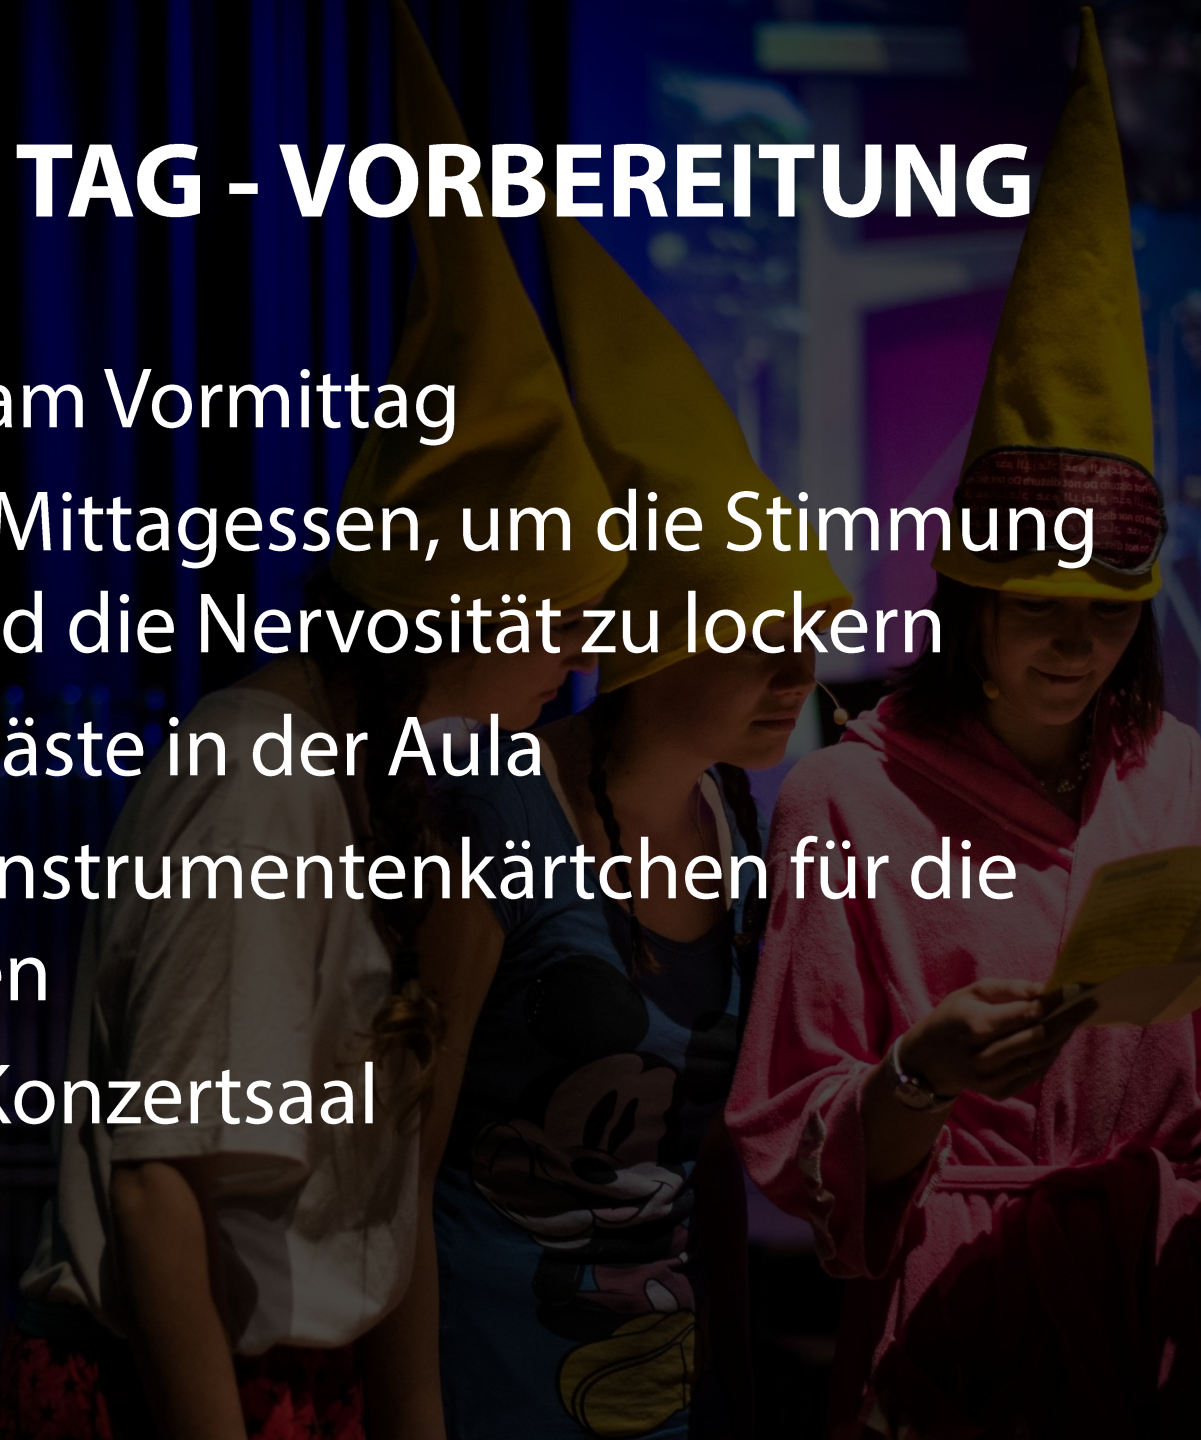 TAG - VORBEREITUNG
am Vormittag
Mittagessen, um die Stimmung
d die Nervosität zu lockern
äste in der Aula
nstrumentenkärtchen für die
en
Konzertsaal